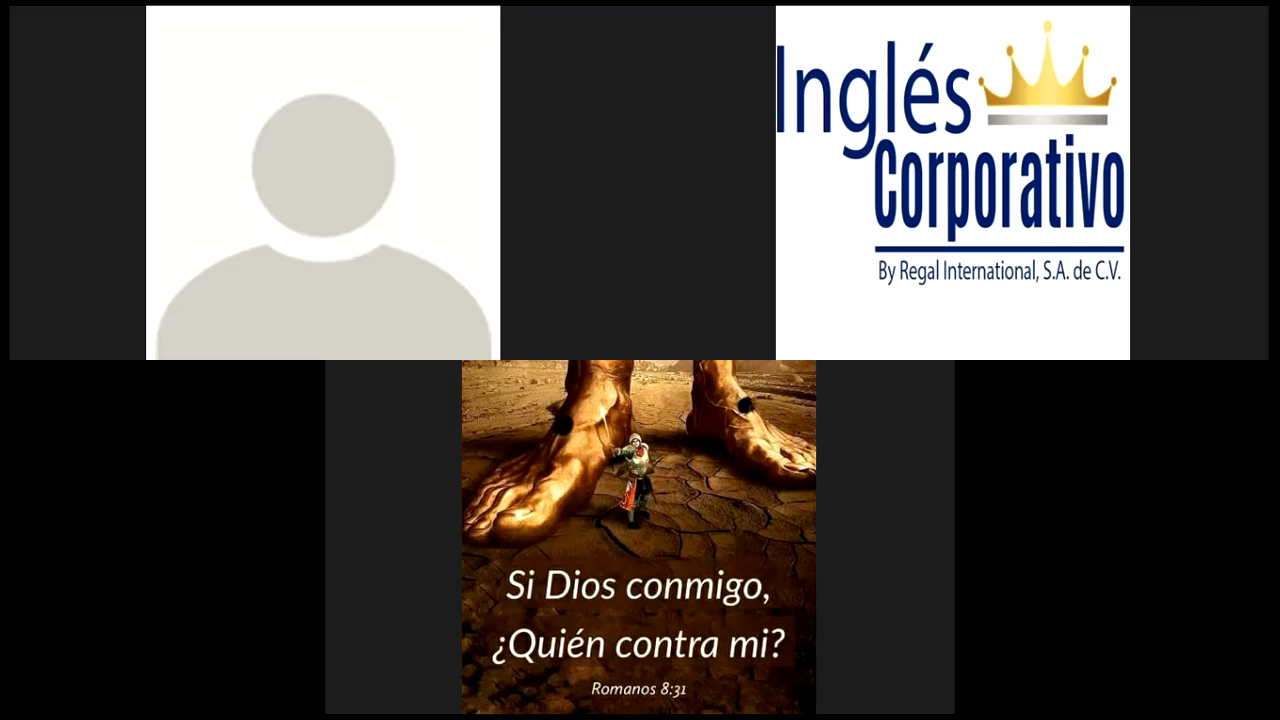 Inglés
Corporativo
By Regal International, S.A. de C.V.
Si Dios conmigo,
¿Quién contra mi?
Romanos 8:31